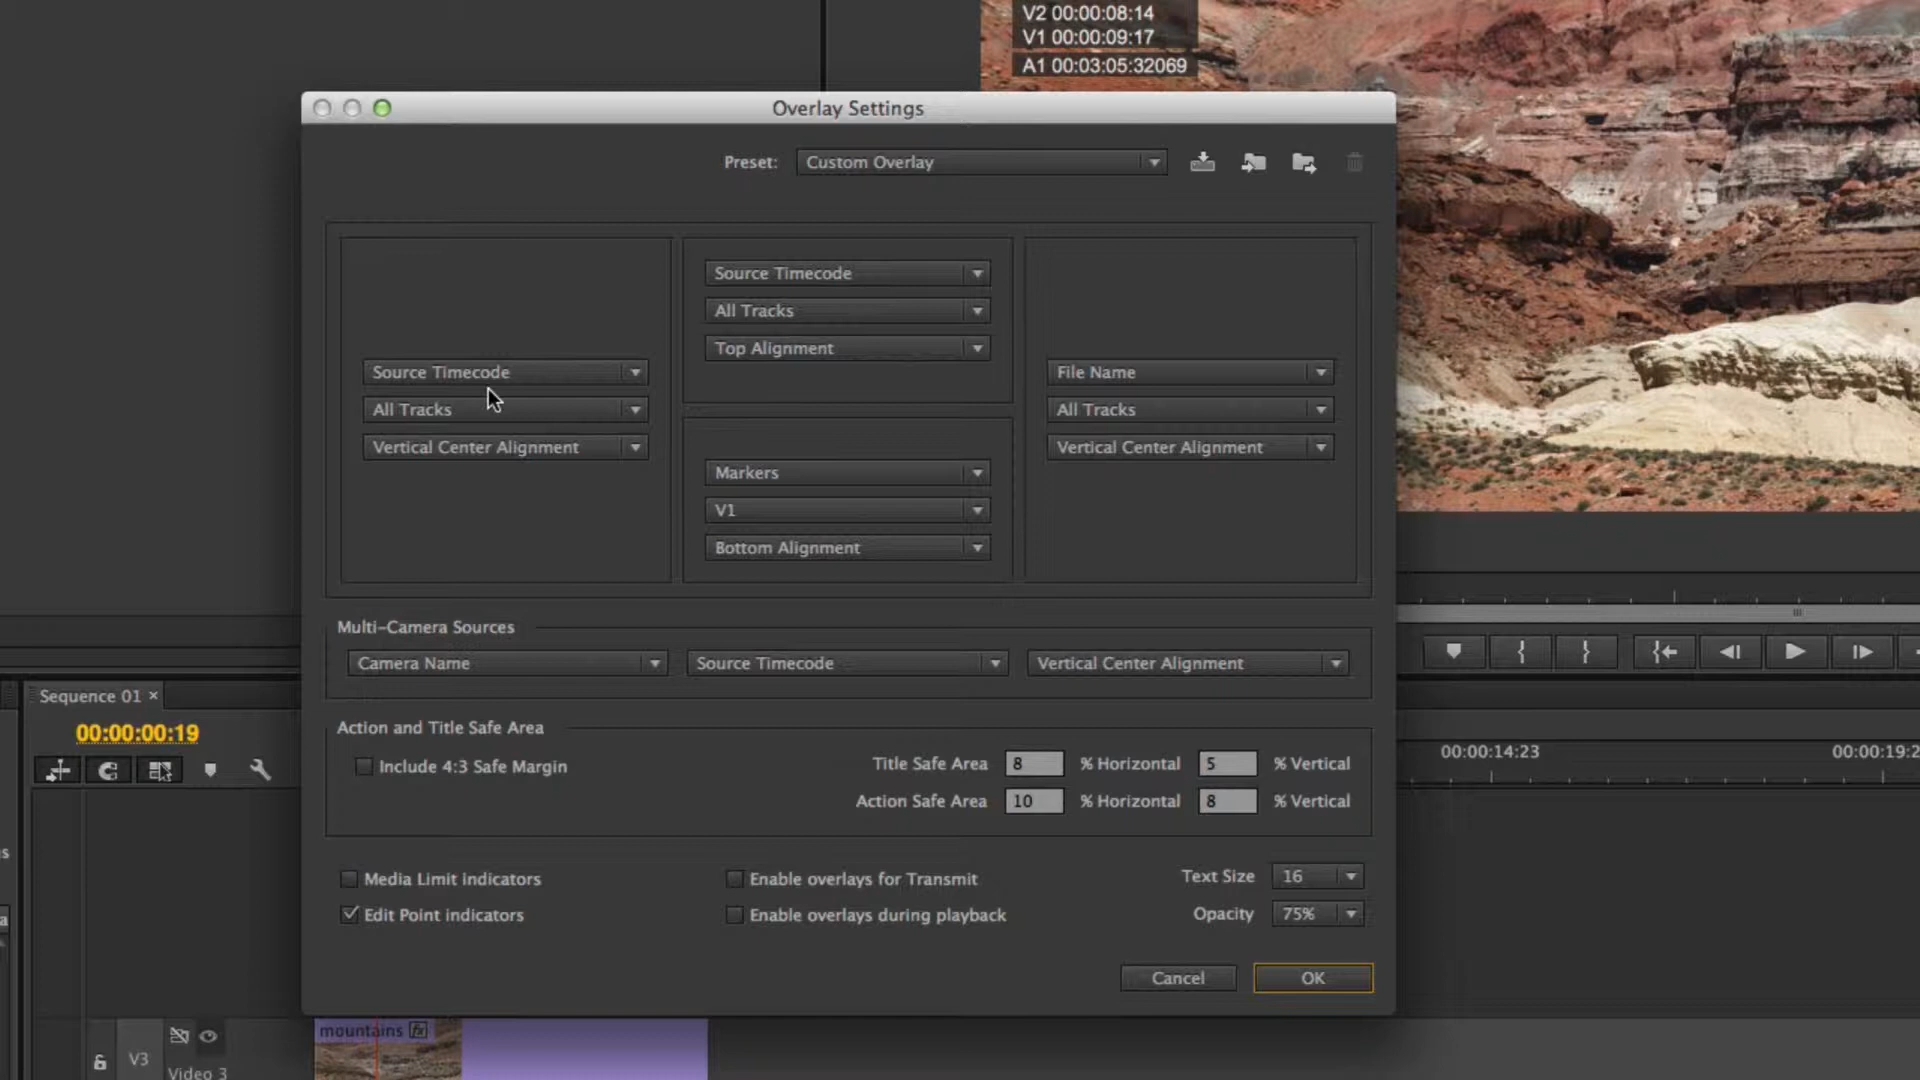 V2 00:00:08:14
V1 00:00:09:17
A1 00:03:05:32069
Overlay Settings
Preset: Custom Overlay
Source Timecode
All Tracks
Vertical Center Alignment
Source Timecode
All Tracks
Top Alignment
Markers
V1
Bottom Alignment
File Name
All Tracks
Vertical Center Alignment
Multi-Camera Sources
Camera Name Source Timecode Vertical Center Alignment
Action and Title Safe Area
Include 4:3 Safe Margin
Title Safe Area 8 % Horizontal 5 % Vertical
Action Safe Area 10 % Horizontal 8 % Vertical
Media Limit indicators
Edit Point indicators
Enable overlays for Transmit
Enable overlays during playback
Text Size 16
Opacity 75%
Cancel OK
Sequence 01 ×
00:00:00:19
00:00:14:23 00:00:19:2
mountains fx
V3
Video 3